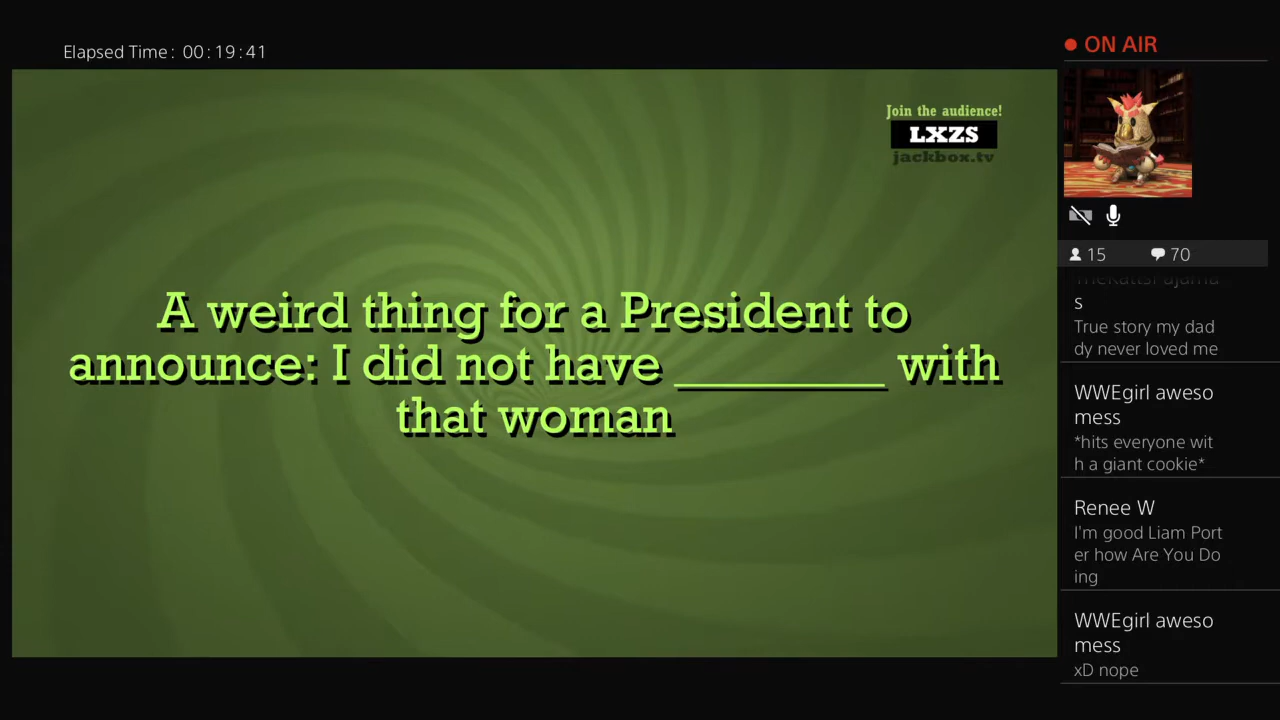 Elapsed Time: 00:19:41
ON AIR
Join the audience!
LXZS
jackbox.tv
A weird thing for a President to
announce: I did not have ________ with
that woman
15 70
s
True story my dad
dy never loved me
WWEgirl aweso
mess
*hits everyone wit
h a giant cookie*
Renee W
I'm good Liam Port
er how Are You Do
ing
WWEgirl aweso
mess
xD nope